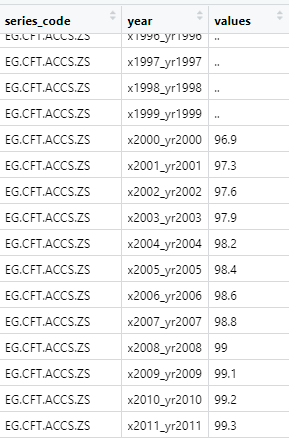 series_code year values
EG.CFT.ACCS.ZS x1996_yr1996 ..
EG.CFT.ACCS.ZS x1997_yr1997 ..
EG.CFT.ACCS.ZS x1998_yr1998 ..
EG.CFT.ACCS.ZS x1999_yr1999 ..
EG.CFT.ACCS.ZS x2000_yr2000 96.9
EG.CFT.ACCS.ZS x2001_yr2001 97.3
EG.CFT.ACCS.ZS x2002_yr2002 97.6
EG.CFT.ACCS.ZS x2003_yr2003 97.9
EG.CFT.ACCS.ZS x2004_yr2004 98.2
EG.CFT.ACCS.ZS x2005_yr2005 98.4
EG.CFT.ACCS.ZS x2006_yr2006 98.6
EG.CFT.ACCS.ZS x2007_yr2007 98.8
EG.CFT.ACCS.ZS x2008_yr2008 99
EG.CFT.ACCS.ZS x2009_yr2009 99.1
EG.CFT.ACCS.ZS x2010_yr2010 99.2
EG.CFT.ACCS.ZS x2011_yr2011 99.3